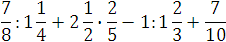 7/8 : 1 1/4 + 2 1/2 · 2/5 − 1 : 1 2/3 + 7/10